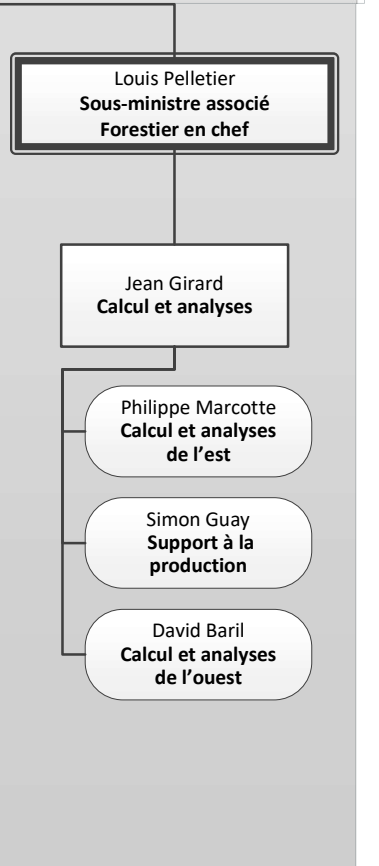 Louis Pelletier
Sous-ministre associé
Forestier en chef
Jean Girard
Calcul et analyses
Philippe Marcotte
Calcul et analyses
de l’est
Simon Guay
Support à la
production
David Baril
Calcul et analyses
de l’ouest